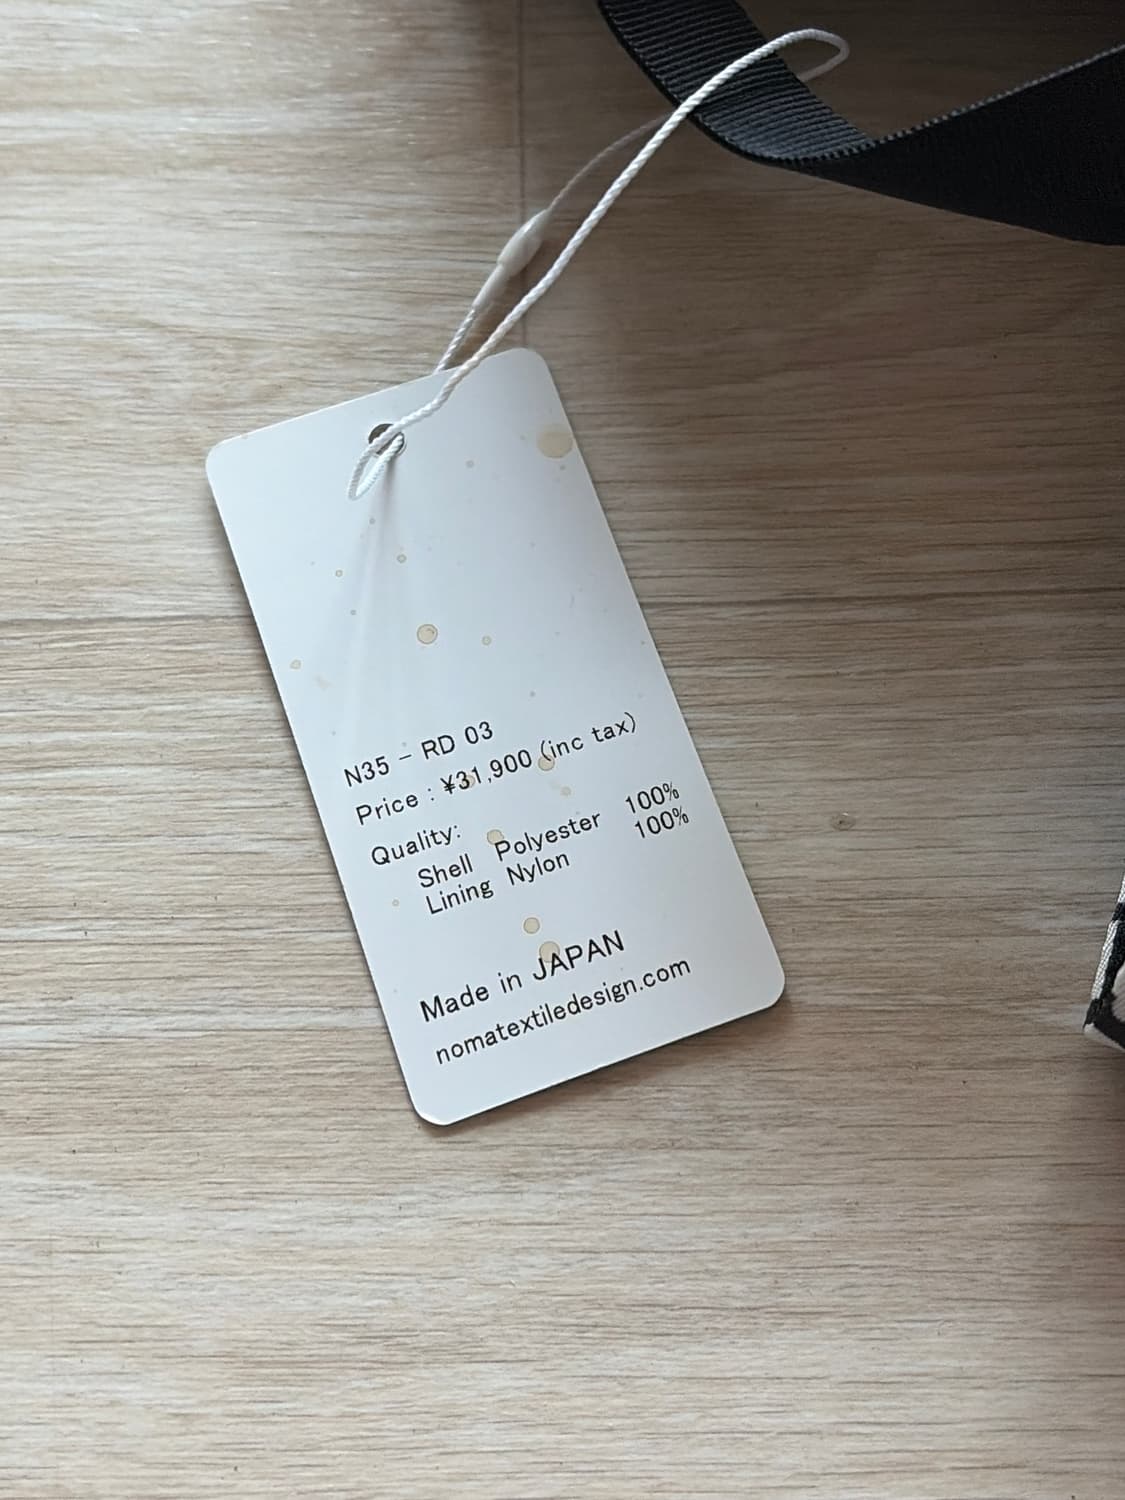 N35 - RD 03
Price : ¥31,900 (inc tax)
Quality:
Shell Polyester 100%
Lining Nylon 100%
Made in JAPAN
nomatextiledesign.com